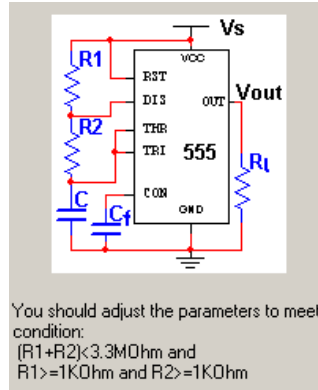 Vs
R1
VCC
RST
DIS
OUT
Vout
R2
THR
TRI
555
Rl
C
CON
Cf
GND
You should adjust the parameters to meet
condition:
(R1+R2)<3.3MOhm and
R1>=1KOhm and R2>=1KOhm